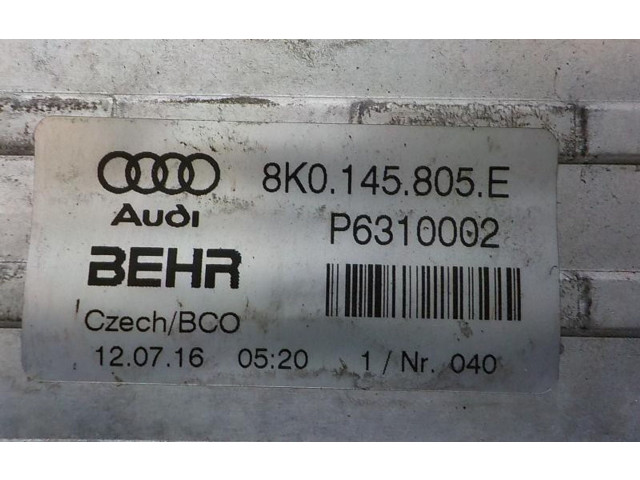 8K0.145.805.E
Audi
P6310002
BEHR
Czech/BCO
12.07.16 05:20 1 / Nr. 040